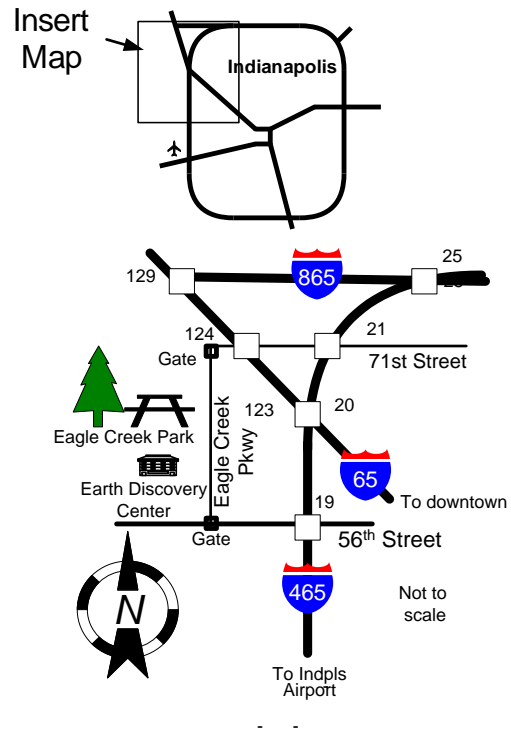 Insert
Map
Indianapolis
25
129
865
21
124
Gate
71st Street
123
20
Eagle Creek Park
Eagle Creek
Pkwy
65
Earth Discovery
Center
19
To downtown
Gate
56th Street
N
465
Not to
scale
To Indpls
Airport